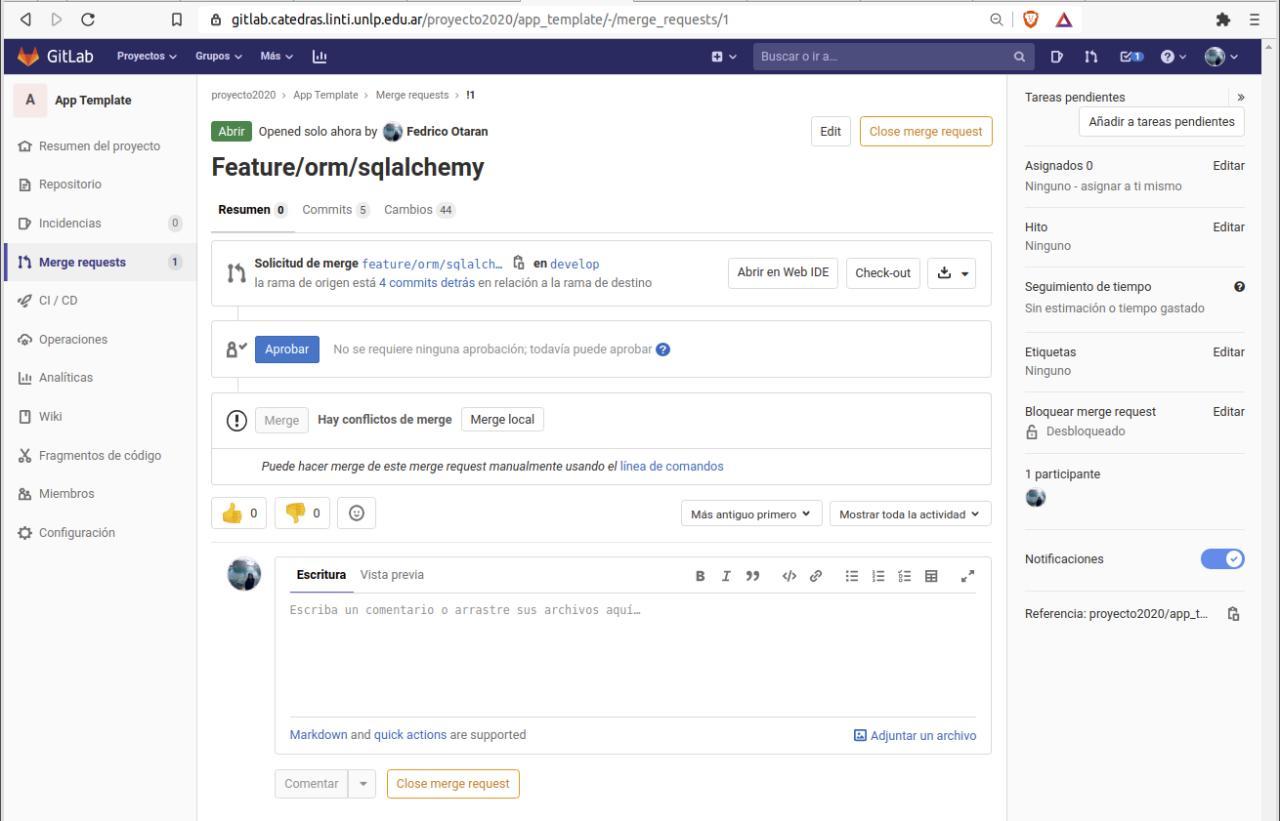 gitlab.catedras.linti.unlp.edu.ar/proyecto2020/app_template/-/merge_requests/1
GitLab Proyectos Grupos Más Buscar o ir a... 1
A App Template
Resumen del proyecto
Repositorio
Incidencias 0
Merge requests 1
CI / CD
Operaciones
Analíticas
Wiki
Fragmentos de código
Miembros
Configuración
proyecto2020 > App Template > Merge requests > !1
Abrir Opened solo ahora by Fedrico Otaran Edit Close merge request
Feature/orm/sqlalchemy
Resumen 0 Commits 5 Cambios 44
Solicitud de merge feature/orm/sqlalch… en develop
la rama de origen está 4 commits detrás en relación a la rama de destino
Abrir en Web IDE Check-out
Aprobar No se requiere ninguna aprobación; todavía puede aprobar ?
Merge Hay conflictos de merge Merge local
Puede hacer merge de este merge request manualmente usando el línea de comandos
0 0 Más antiguo primero Mostrar toda la actividad
Escritura Vista previa B I
Escriba un comentario o arrastre sus archivos aquí…
Markdown and quick actions are supported Adjuntar un archivo
Comentar Close merge request
Tareas pendientes »
Añadir a tareas pendientes
Asignados 0 Editar
Ninguno - asignar a ti mismo
Hito Editar
Ninguno
Seguimiento de tiempo ?
Sin estimación o tiempo gastado
Etiquetas Editar
Ninguno
Bloquear merge request Editar
Desbloqueado
1 participante
Notificaciones
Referencia: proyecto2020/app_t…